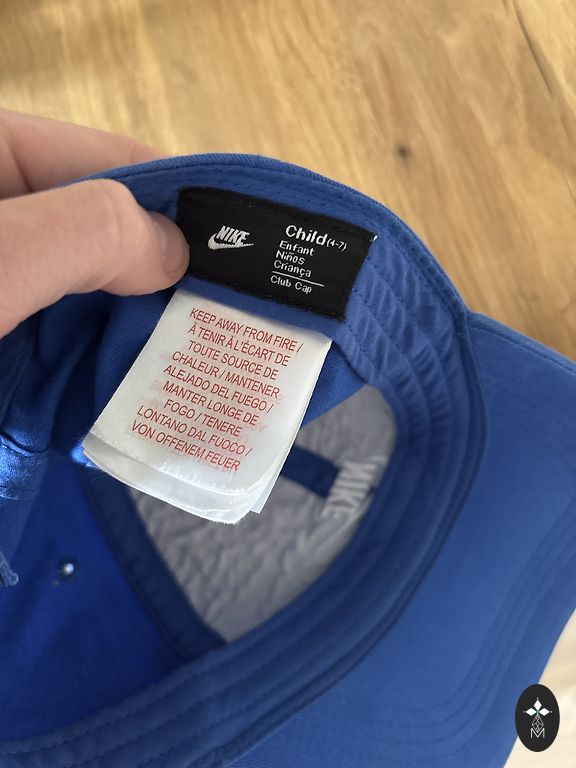 NIKE
Child (4-7)
Enfant
Niños
Criança
Club Cap
KEEP AWAY FROM FIRE /
À TENIR À L'ÉCART DE
TOUTE SOURCE DE
CHALEUR / MANTENER
ALEJADO DEL FUEGO /
MANTER LONGE DE
FOGO / TENERE
LONTANO DAL FUOCO /
VON OFFENEM FEUER
NIKE
M